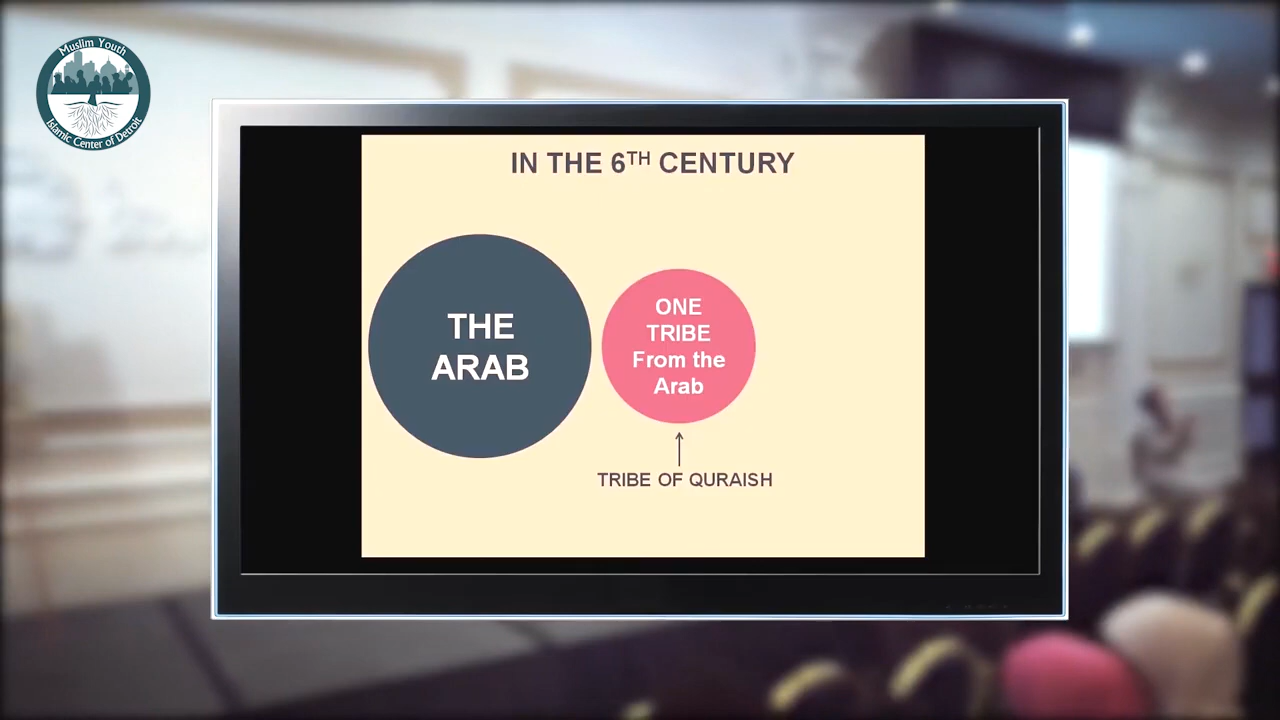 Muslim Youth
Islamic Center of Detroit
IN THE 6TH CENTURY
THE
ARAB
ONE
TRIBE
From the
Arab
TRIBE OF QURAISH